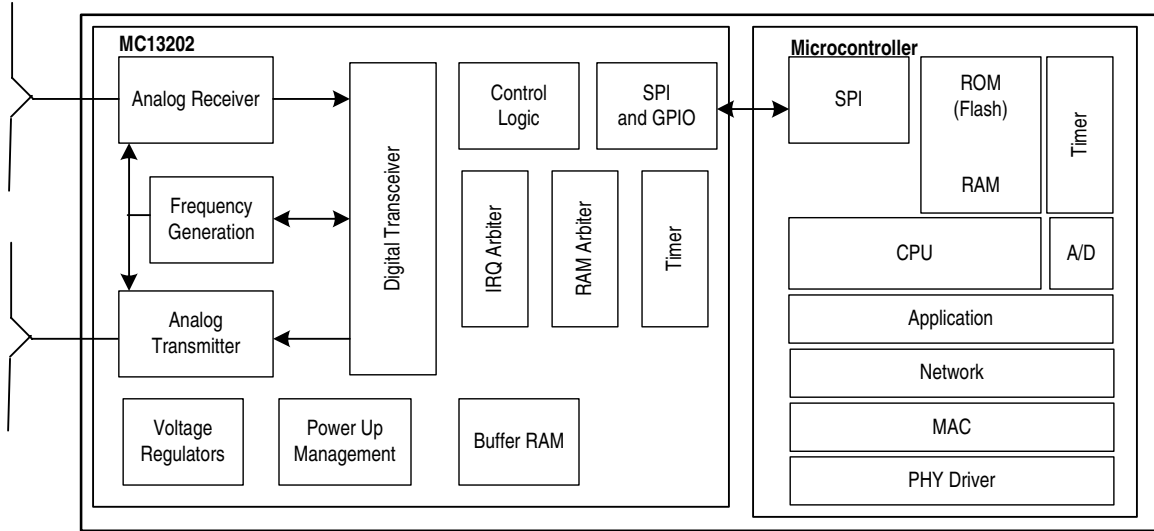 MC13202
Analog Receiver
Frequency
Generation
Analog
Transmitter
Digital Transceiver
Control
Logic
SPI
and GPIO
IRQ Arbiter
RAM Arbiter
Timer
Voltage
Regulators
Power Up
Management
Buffer RAM
Microcontroller
SPI
ROM
(Flash)
RAM
Timer
CPU
A/D
Application
Network
MAC
PHY Driver